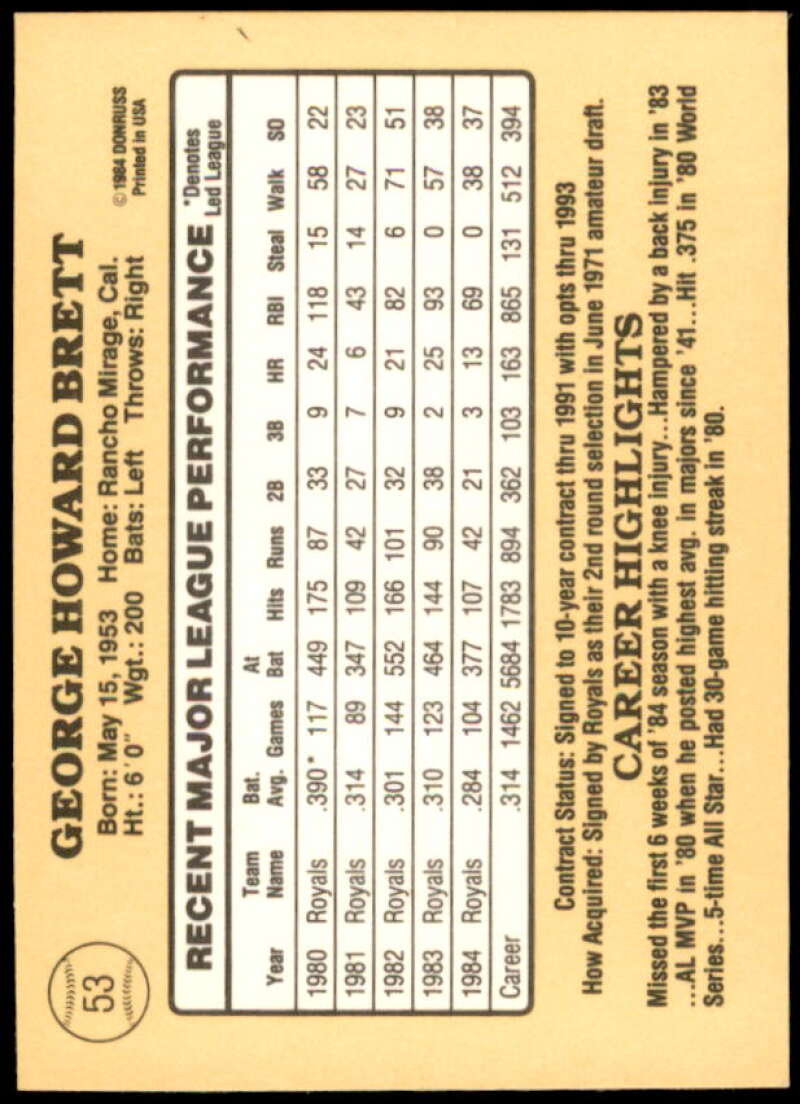 53
GEORGE HOWARD BRETT
Born: May 15, 1953 Home: Rancho Mirage, Cal.
Ht.: 6'0" Wgt.: 200 Bats: Left Throws: Right
©1984 DONRUSS
Printed in USA
RECENT MAJOR LEAGUE PERFORMANCE
*Denotes
Led League
Year Team Name Bat. Avg. Games At Bat Hits Runs 2B 3B HR RBI Steal Walk SO
1980 Royals .390* 117 449 175 87 33 9 24 118 15 58 22
1981 Royals .314 89 347 109 42 27 7 6 43 14 27 23
1982 Royals .301 144 552 166 101 32 9 21 82 6 71 51
1983 Royals .310 123 464 144 90 38 2 25 93 0 57 38
1984 Royals .284 104 377 107 42 21 3 13 69 0 38 37
Career .314 1462 5684 1783 894 362 103 163 865 131 512 394
Contract Status: Signed to 10-year contract thru 1991 with opts thru 1993
How Acquired: Signed by Royals as their 2nd round selection in June 1971 amateur draft.
CAREER HIGHLIGHTS
Missed the first 6 weeks of '84 season with a knee injury...Hampered by a back injury in '83
...AL MVP in '80 when he posted highest avg. in majors since '41...Hit .375 in '80 World
Series...5-time All Star...Had 30-game hitting streak in '80.